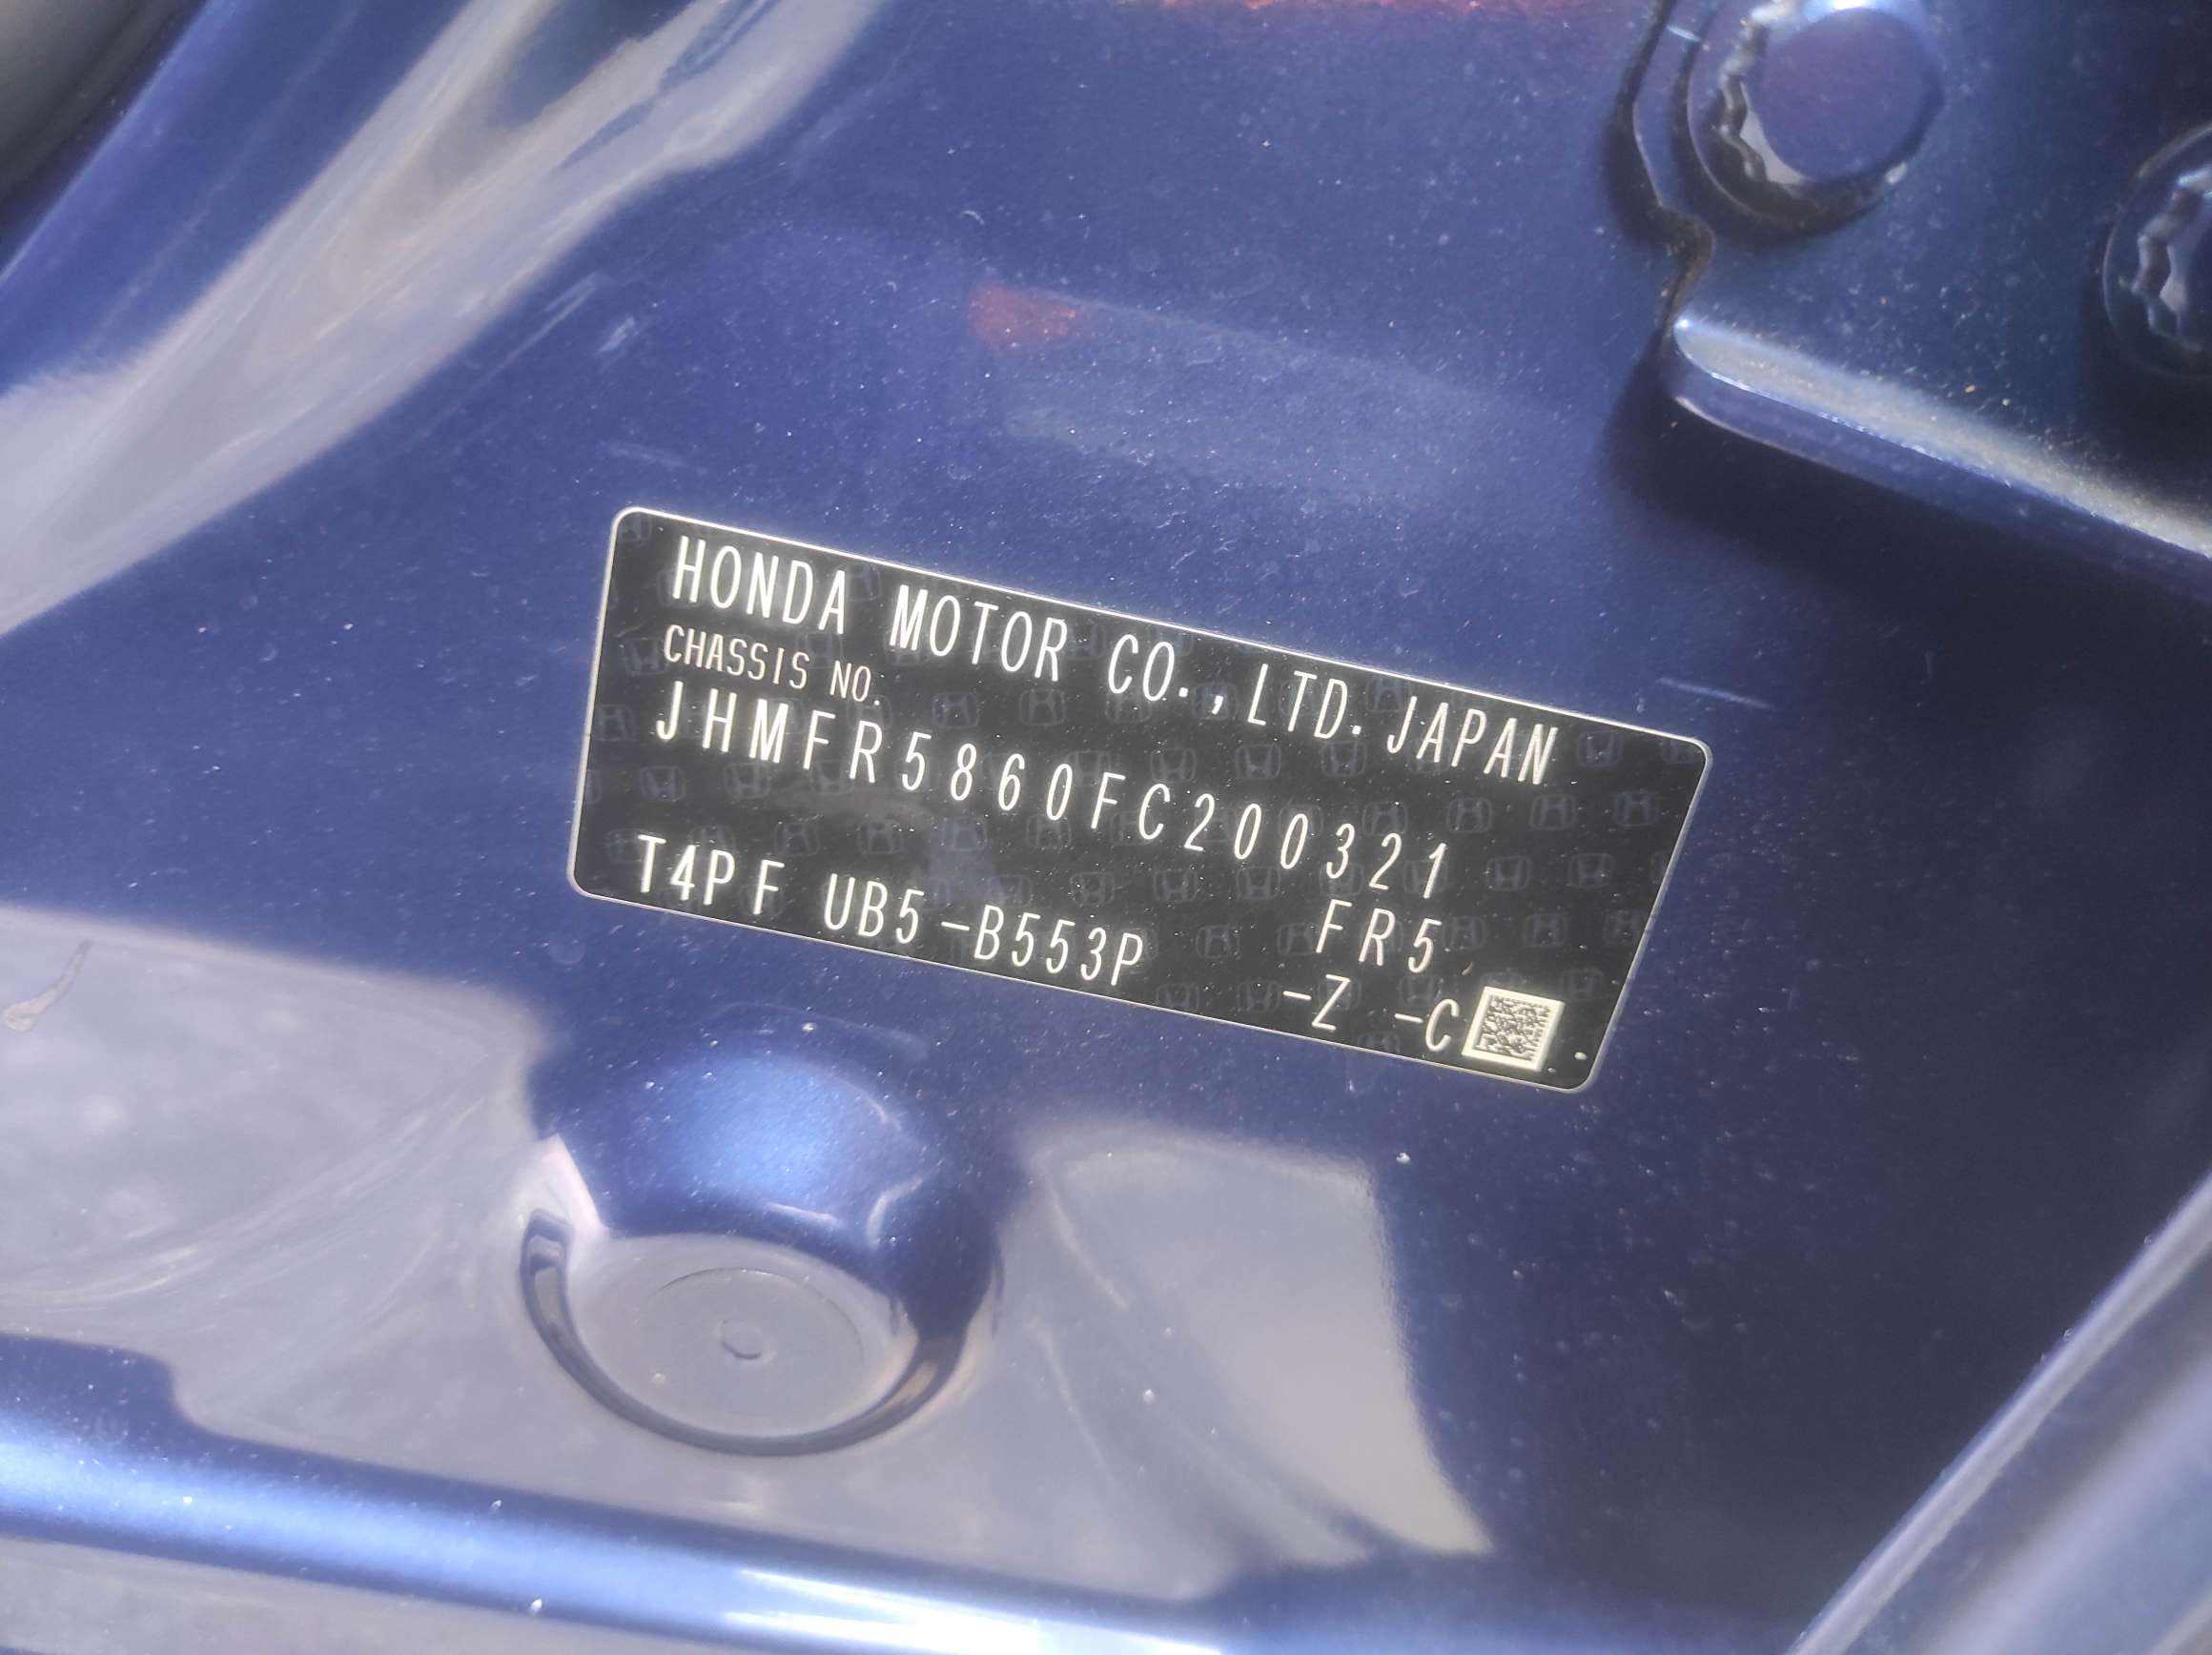 HONDA MOTOR CO., LTD. JAPAN
CHASSIS NO.
JHMFR5860FC200321
FR5
T4PF UB5-B553P -Z -C